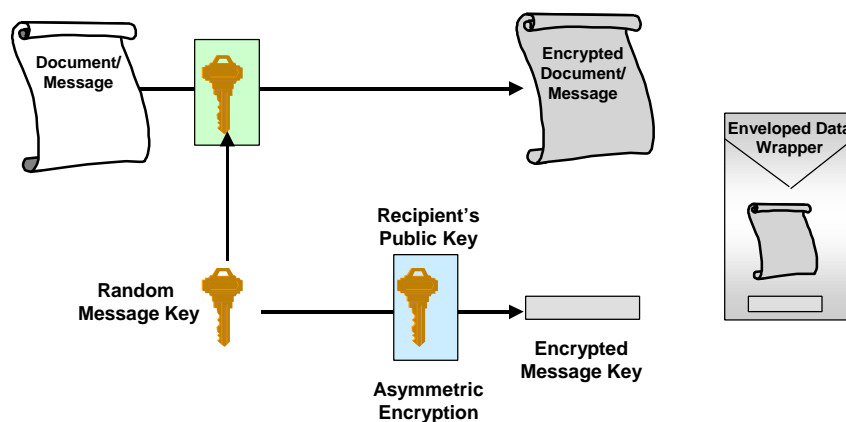 Document/
Message
Encrypted
Document/
Message
Enveloped Data
Wrapper
Recipient's
Public Key
Random
Message Key
Encrypted
Message Key
Asymmetric
Encryption